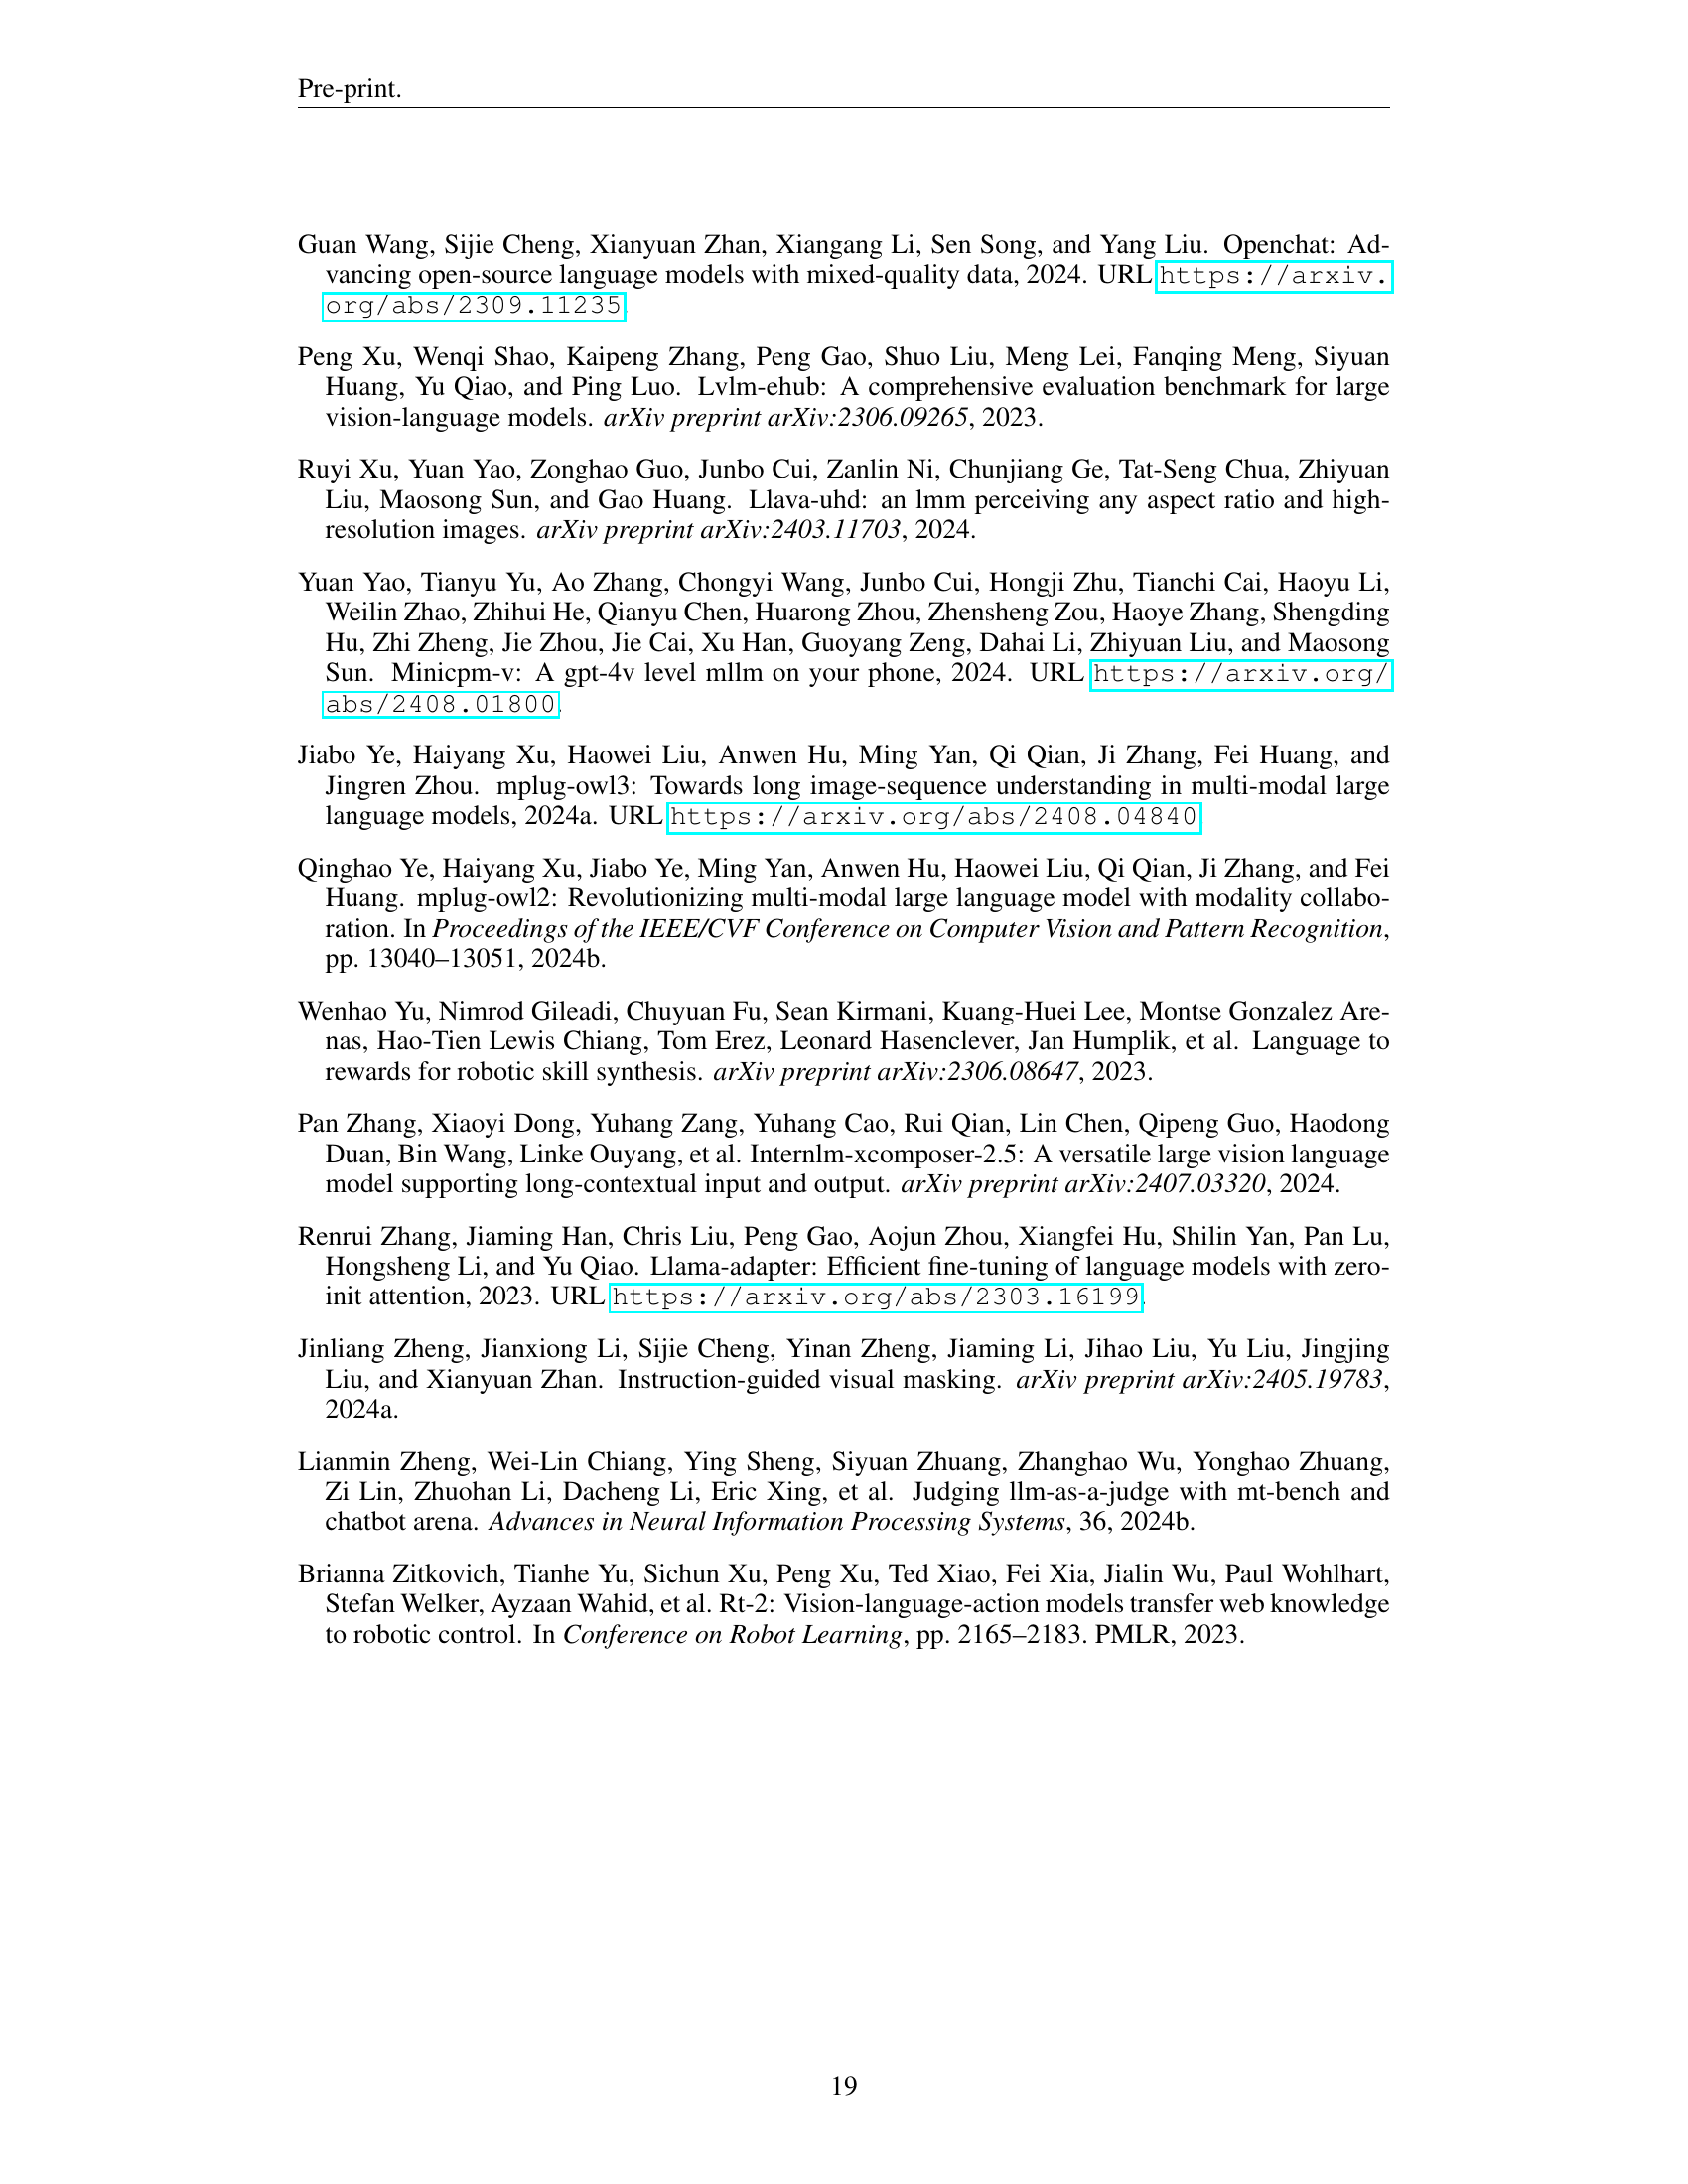 Pre-print.
Guan Wang, Sijie Cheng, Xianyuan Zhan, Xiangang Li, Sen Song, and Yang Liu. Openchat: Ad-
vancing open-source language models with mixed-quality data, 2024. URL https://arxiv.
org/abs/2309.11235.
Peng Xu, Wenqi Shao, Kaipeng Zhang, Peng Gao, Shuo Liu, Meng Lei, Fanqing Meng, Siyuan
Huang, Yu Qiao, and Ping Luo. Lvlm-ehub: A comprehensive evaluation benchmark for large
vision-language models. arXiv preprint arXiv:2306.09265, 2023.
Ruyi Xu, Yuan Yao, Zonghao Guo, Junbo Cui, Zanlin Ni, Chunjiang Ge, Tat-Seng Chua, Zhiyuan
Liu, Maosong Sun, and Gao Huang. Llava-uhd: an lmm perceiving any aspect ratio and high-
resolution images. arXiv preprint arXiv:2403.11703, 2024.
Yuan Yao, Tianyu Yu, Ao Zhang, Chongyi Wang, Junbo Cui, Hongji Zhu, Tianchi Cai, Haoyu Li,
Weilin Zhao, Zhihui He, Qianyu Chen, Huarong Zhou, Zhensheng Zou, Haoye Zhang, Shengding
Hu, Zhi Zheng, Jie Zhou, Jie Cai, Xu Han, Guoyang Zeng, Dahai Li, Zhiyuan Liu, and Maosong
Sun. Minicpm-v: A gpt-4v level mllm on your phone, 2024. URL https://arxiv.org/
abs/2408.01800.
Jiabo Ye, Haiyang Xu, Haowei Liu, Anwen Hu, Ming Yan, Qi Qian, Ji Zhang, Fei Huang, and
Jingren Zhou. mplug-owl3: Towards long image-sequence understanding in multi-modal large
language models, 2024a. URL https://arxiv.org/abs/2408.04840.
Qinghao Ye, Haiyang Xu, Jiabo Ye, Ming Yan, Anwen Hu, Haowei Liu, Qi Qian, Ji Zhang, and Fei
Huang. mplug-owl2: Revolutionizing multi-modal large language model with modality collabo-
ration. In Proceedings of the IEEE/CVF Conference on Computer Vision and Pattern Recognition,
pp. 13040–13051, 2024b.
Wenhao Yu, Nimrod Gileadi, Chuyuan Fu, Sean Kirmani, Kuang-Huei Lee, Montse Gonzalez Are-
nas, Hao-Tien Lewis Chiang, Tom Erez, Leonard Hasenclever, Jan Humplik, et al. Language to
rewards for robotic skill synthesis. arXiv preprint arXiv:2306.08647, 2023.
Pan Zhang, Xiaoyi Dong, Yuhang Zang, Yuhang Cao, Rui Qian, Lin Chen, Qipeng Guo, Haodong
Duan, Bin Wang, Linke Ouyang, et al. Internlm-xcomposer-2.5: A versatile large vision language
model supporting long-contextual input and output. arXiv preprint arXiv:2407.03320, 2024.
Renrui Zhang, Jiaming Han, Chris Liu, Peng Gao, Aojun Zhou, Xiangfei Hu, Shilin Yan, Pan Lu,
Hongsheng Li, and Yu Qiao. Llama-adapter: Efficient fine-tuning of language models with zero-
init attention, 2023. URL https://arxiv.org/abs/2303.16199.
Jinliang Zheng, Jianxiong Li, Sijie Cheng, Yinan Zheng, Jiaming Li, Jihao Liu, Yu Liu, Jingjing
Liu, and Xianyuan Zhan. Instruction-guided visual masking. arXiv preprint arXiv:2405.19783,
2024a.
Lianmin Zheng, Wei-Lin Chiang, Ying Sheng, Siyuan Zhuang, Zhanghao Wu, Yonghao Zhuang,
Zi Lin, Zhuohan Li, Dacheng Li, Eric Xing, et al. Judging llm-as-a-judge with mt-bench and
chatbot arena. Advances in Neural Information Processing Systems, 36, 2024b.
Brianna Zitkovich, Tianhe Yu, Sichun Xu, Peng Xu, Ted Xiao, Fei Xia, Jialin Wu, Paul Wohlhart,
Stefan Welker, Ayzaan Wahid, et al. Rt-2: Vision-language-action models transfer web knowledge
to robotic control. In Conference on Robot Learning, pp. 2165–2183. PMLR, 2023.
19